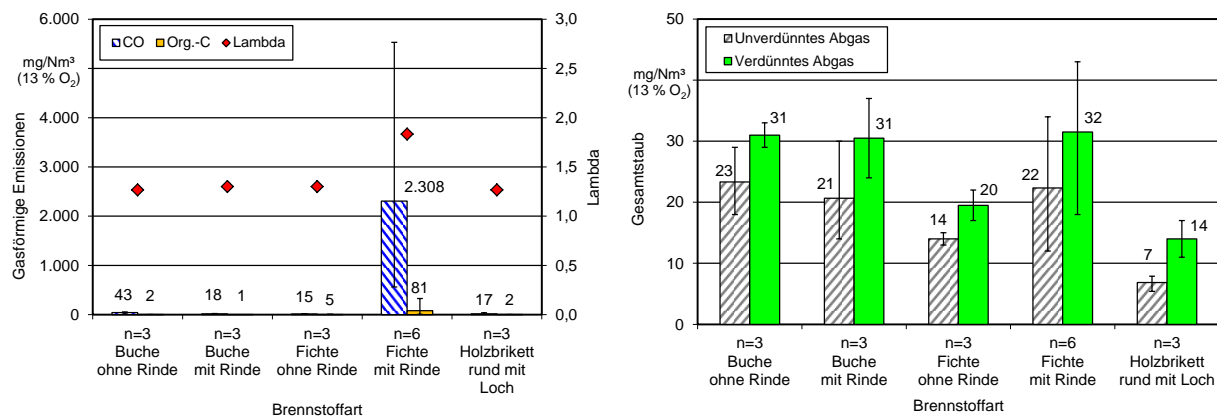 6.000
mg/Nm³
(13 % O₂)
4.000
3.000
2.000
1.000
0
Gasförmige Emissionen
CO
Org.-C
Lambda
3,0
2,5
2,0
1,5
1,0
0,5
0,0
Lambda
43 2
18 1
15 5
2.308
81
17 2
n=3
Buche
ohne Rinde
n=3
Buche
mit Rinde
n=3
Fichte
ohne Rinde
n=6
Fichte
mit Rinde
n=3
Holzbrikett
rund mit
Loch
Brennstoffart
50
mg/Nm³
(13 % O₂)
30
20
10
0
Gesamtstaub
Unverdünntes Abgas
Verdünntes Abgas
23 31
21 31
14 20
22 32
7 14
n=3
Buche
ohne Rinde
n=3
Buche
mit Rinde
n=3
Fichte
ohne Rinde
n=6
Fichte
mit Rinde
n=3
Holzbrikett
rund mit Loch
Brennstoffart